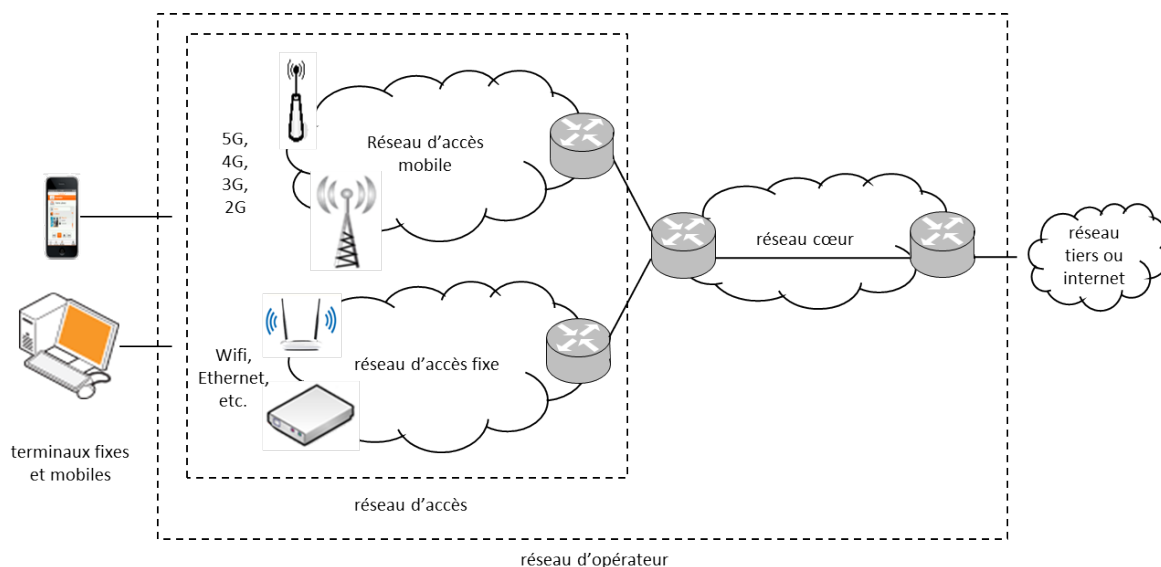 5G,
4G,
3G,
2G
Réseau d’accès
mobile
réseau cœur
réseau
tiers ou
internet
Wifi,
Ethernet,
etc.
réseau d’accès fixe
terminaux fixes
et mobiles
réseau d’accès
réseau d’opérateur